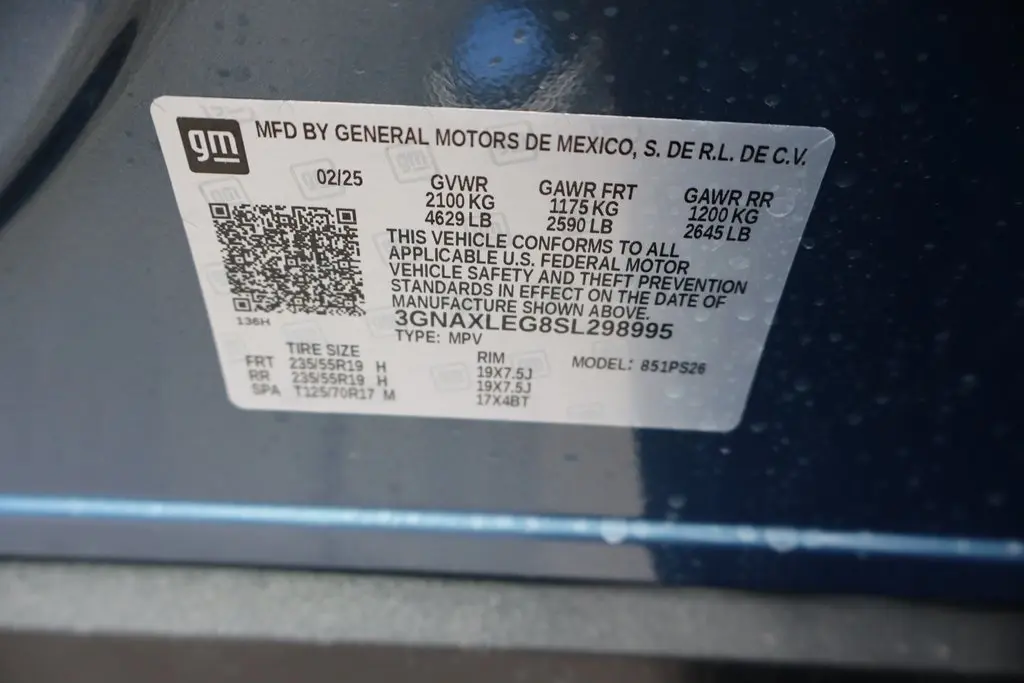 gm MFD BY GENERAL MOTORS DE MEXICO, S. DE R.L. DE C.V.
02/25 GVWR GAWR FRT GAWR RR
2100 KG 1175 KG 1200 KG
4629 LB 2590 LB 2645 LB
THIS VEHICLE CONFORMS TO ALL
APPLICABLE U.S. FEDERAL MOTOR
VEHICLE SAFETY AND THEFT PREVENTION
STANDARDS IN EFFECT ON THE DATE OF
MANUFACTURE SHOWN ABOVE.
136H 3GNAXLEG8SL298995
TYPE: MPV
TIRE SIZE RIM MODEL: 851PS26
FRT 235/55R19 H 19X7.5J
RR 235/55R19 H 19X7.5J
SPA T125/70R17 M 17X4BT